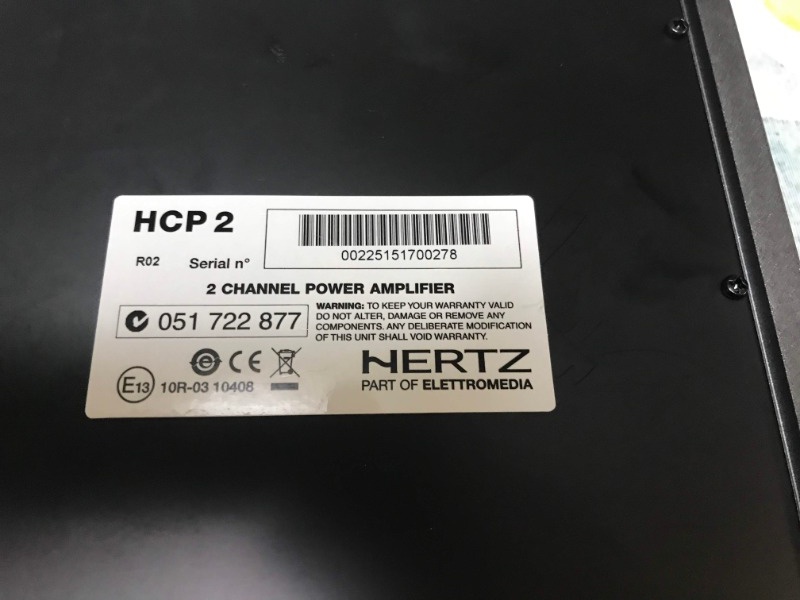 HCP 2
R02 Serial n° 00225151700278
2 CHANNEL POWER AMPLIFIER
051 722 877
WARNING: TO KEEP YOUR WARRANTY VALID
DO NOT ALTER, DAMAGE OR REMOVE ANY
COMPONENTS. ANY DELIBERATE MODIFICATION
OF THIS UNIT SHALL VOID WARRANTY.
CE
E13 10R-03 10408
HERTZ
PART OF ELETTROMEDIA